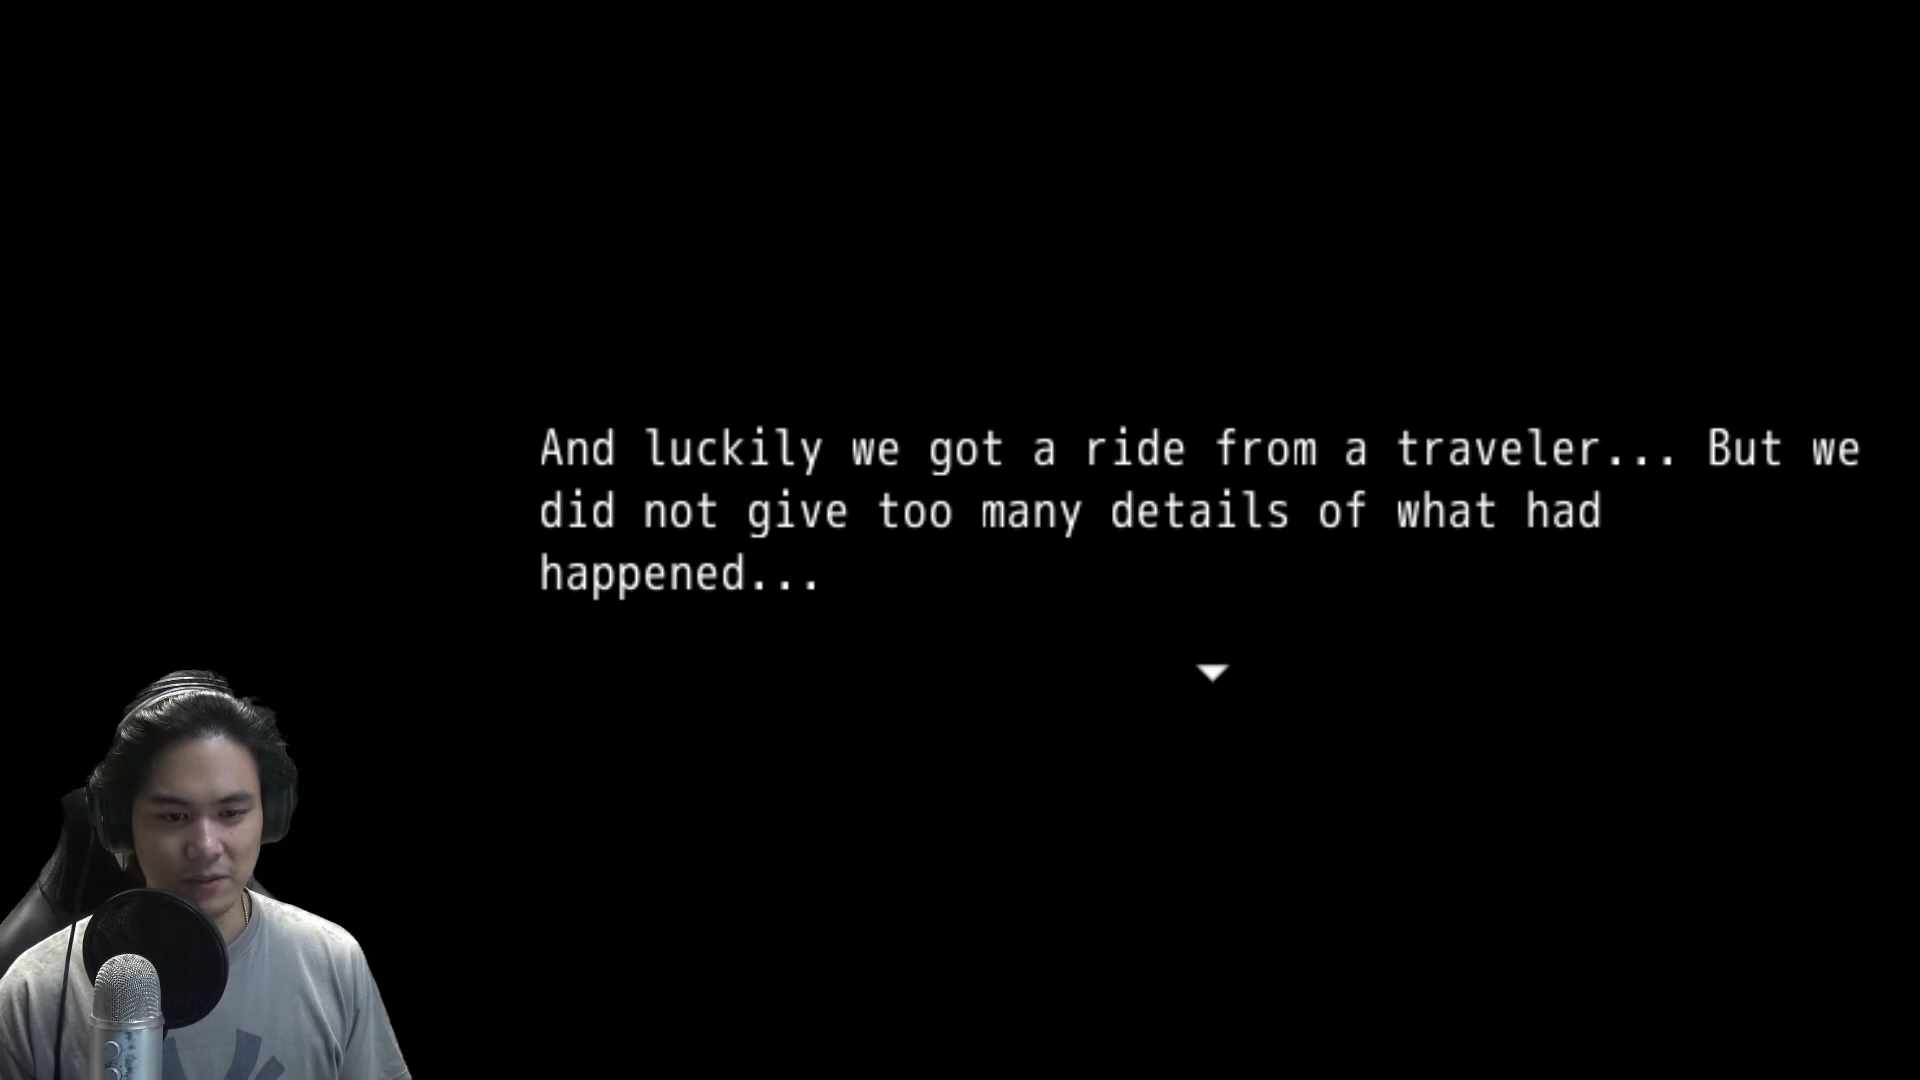 And luckily we got a ride from a traveler... But we
did not give too many details of what had
happened...